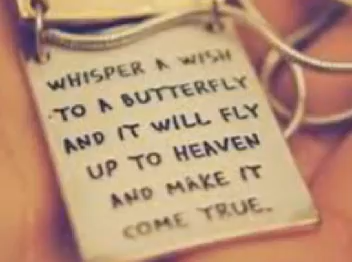 WHISPER A WISH
TO A BUTTERFLY
AND IT WILL FLY
UP TO HEAVEN
AND MAKE IT
COME TRUE.